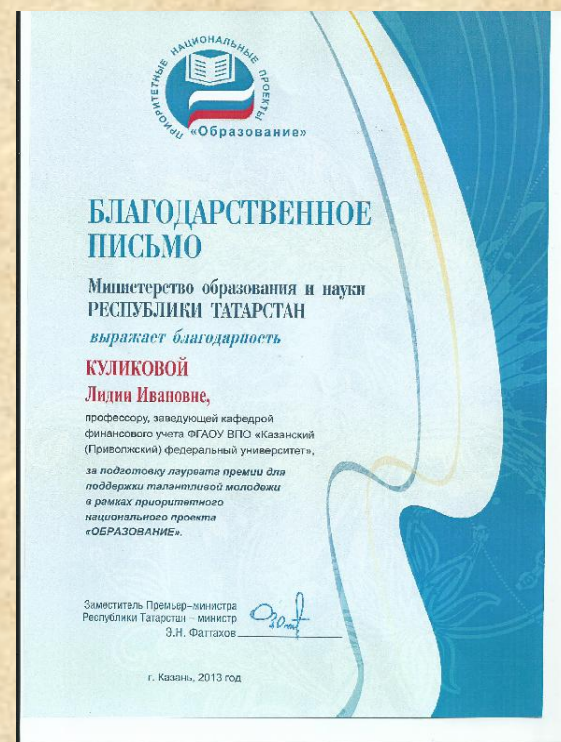 ПРИОРИТЕТНЫЕ НАЦИОНАЛЬНЫЕ ПРОЕКТЫ
«Образование»
БЛАГОДАРСТВЕННОЕ
ПИСЬМО
Министерство образования и науки
РЕСПУБЛИКИ ТАТАРСТАН
выражает благодарность
КУЛИКОВОЙ
Лидии Ивановне,
профессору, заведующей кафедрой
финансового учета ФГАОУ ВПО «Казанский
(Приволжский) федеральный университет»,
за подготовку лауреата премии для
поддержки талантливой молодежи
в рамках приоритетного
национального проекта
«ОБРАЗОВАНИЕ».
Заместитель Премьер-министра
Республики Татарстан – министр
Э.Н. Фаттахов
г. Казань, 2013 год